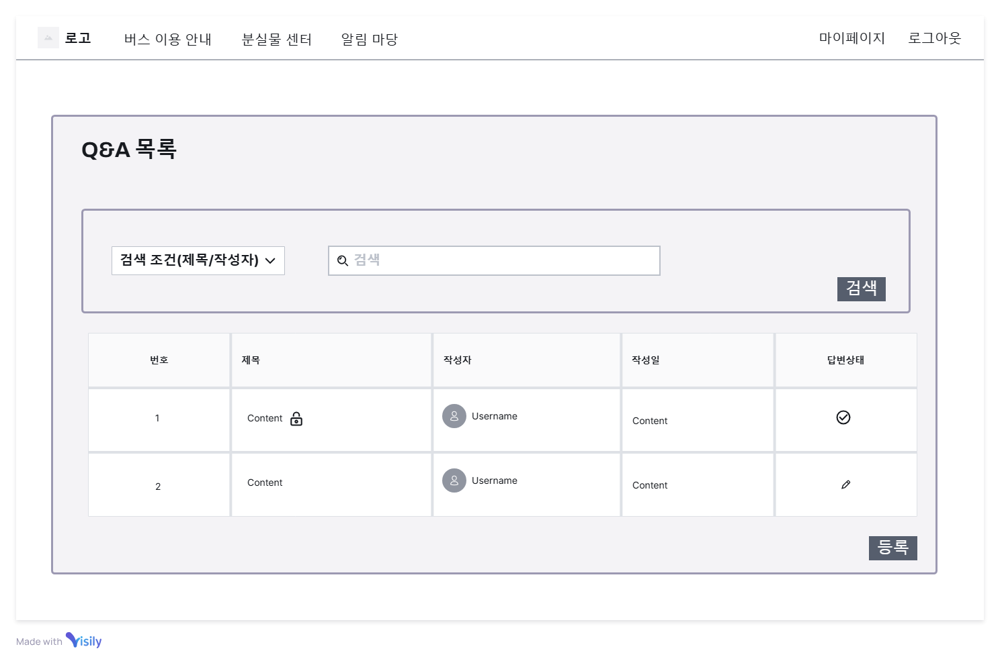 로고 버스 이용 안내 분실물 센터 알림 마당 마이페이지 로그아웃
Q&A 목록
검색 조건(제목/작성자) 검색
검색
번호 제목 작성자 작성일 답변상태
1 Content Username Content
2 Content Username Content
등록
Made with Visily